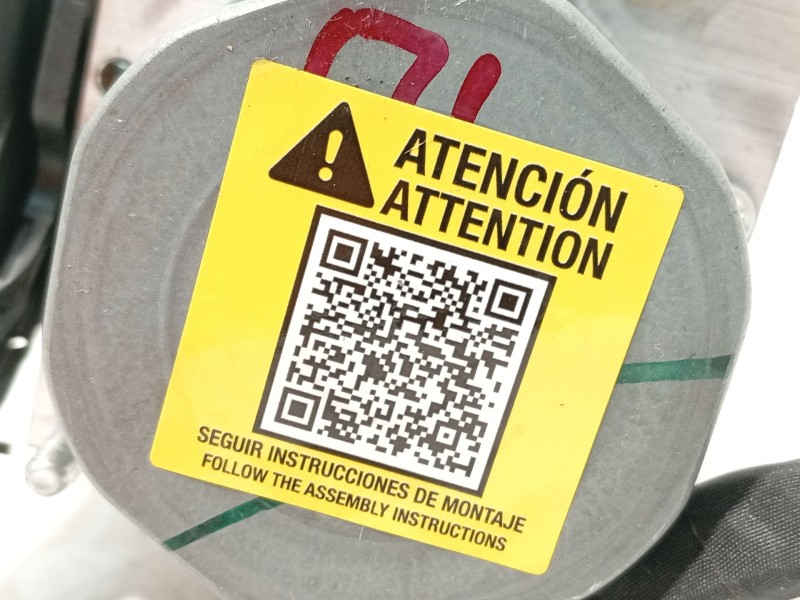 ATENCIÓN
ATTENTION
SEGUIR INSTRUCCIONES DE MONTAJE
FOLLOW THE ASSEMBLY INSTRUCTIONS